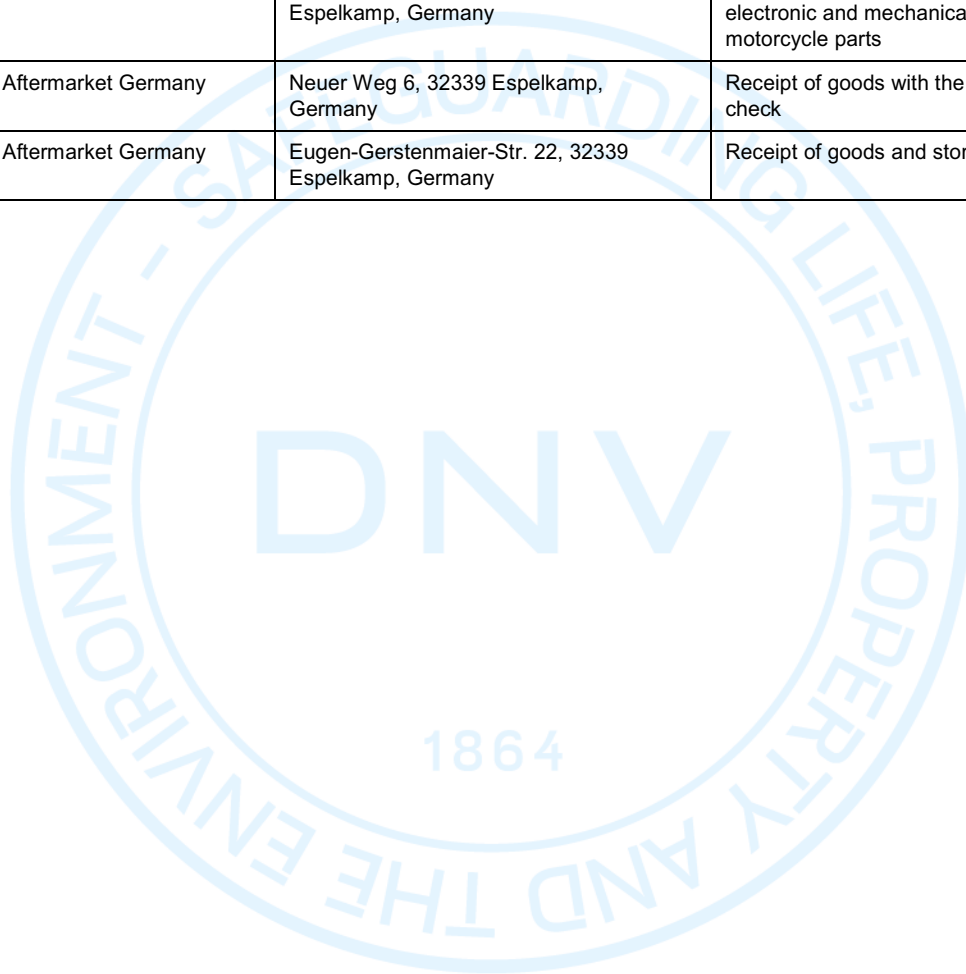 Espelkamp, Germany
electronic and mechanica
motorcycle parts
Aftermarket Germany
Neuer Weg 6, 32339 Espelkamp,
Germany
Receipt of goods with the
check
Aftermarket Germany
Eugen-Gerstenmaier-Str. 22, 32339
Espelkamp, Germany
Receipt of goods and stor
SAFEGUARDING LIFE, PROPERTY AND THE ENVIRONMENT -
DNV
1864